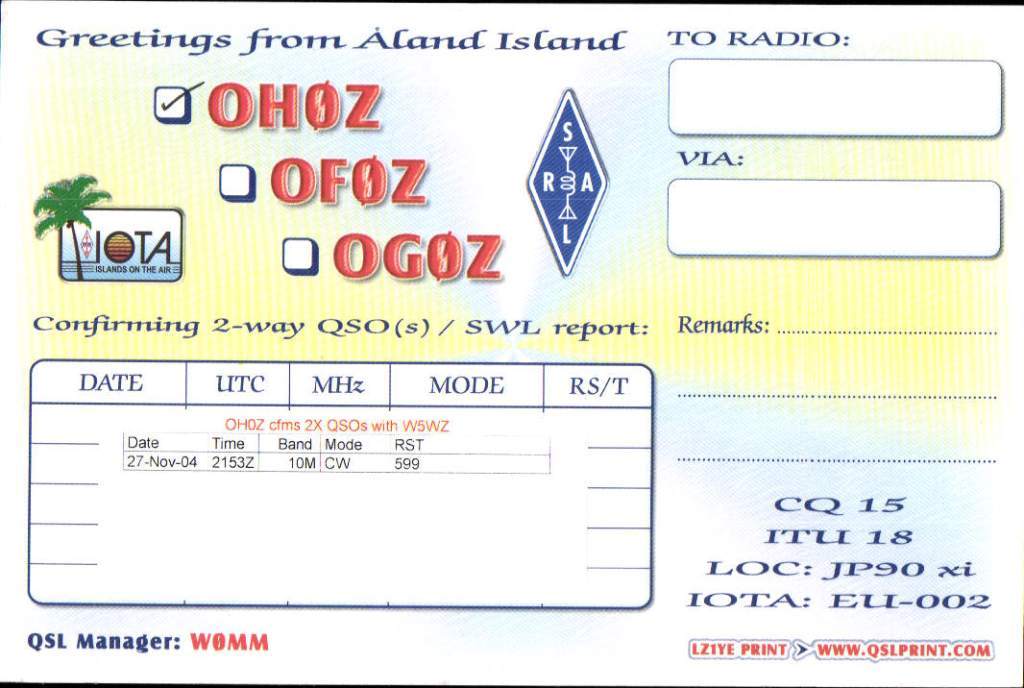 Greetings from Åland Island
TO RADIO:
OHØZ
OFØZ
OGØZ
S
R A
L
VIA:
IOTA
ISLANDS ON THE AIR
Confirming 2-way QSO(s) / SWL report:
Remarks:
DATE UTC MHz MODE RS/T
OH0Z cfms 2X QSOs with W5WZ
Date Time Band Mode RST
27-Nov-04 2153Z 10M CW 599
CQ 15
ITU 18
LOC: JP90 xi
IOTA: EU-002
QSL Manager: WØMM
LZ1YE PRINT > WWW.QSLPRINT.COM